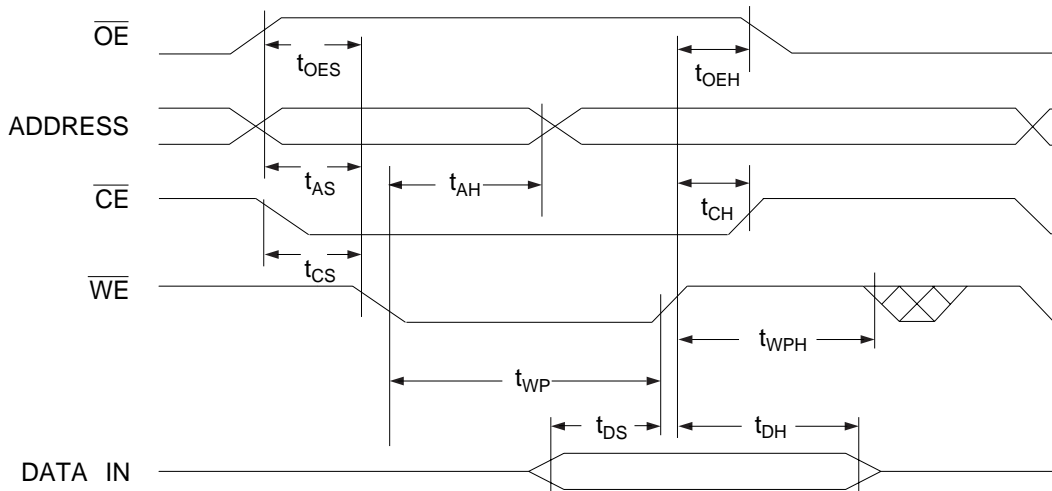 OE
tOES
tOEH
ADDRESS
tAS
tAH
CE
tCH
tCS
WE
tWPH
tWP
tDS
tDH
DATA IN